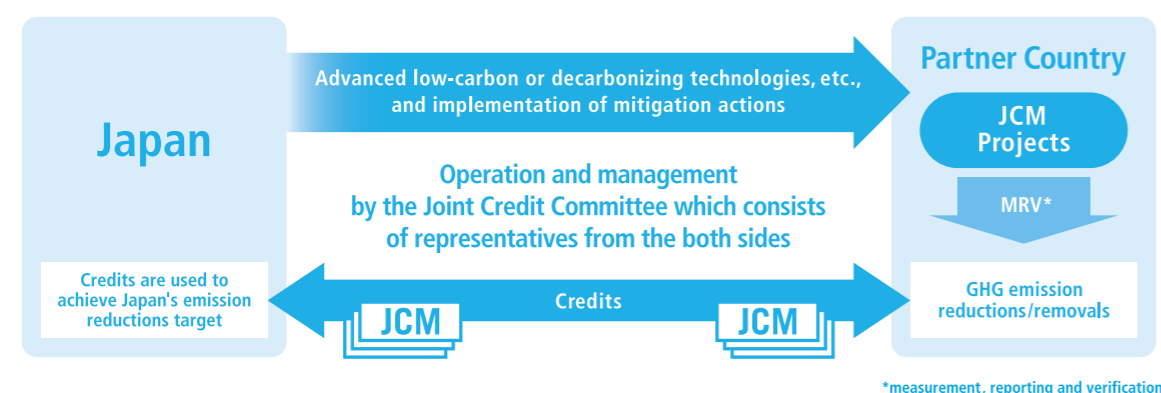 Japan
Credits are used to
achieve Japan's emission
reductions target
Advanced low-carbon or decarbonizing technologies, etc.,
and implementation of mitigation actions
Operation and management
by the Joint Credit Committee which consists
of representatives from the both sides
Credits
JCM
JCM
Partner Country
JCM
Projects
MRV*
GHG emission
reductions/removals
*measurement, reporting and verification